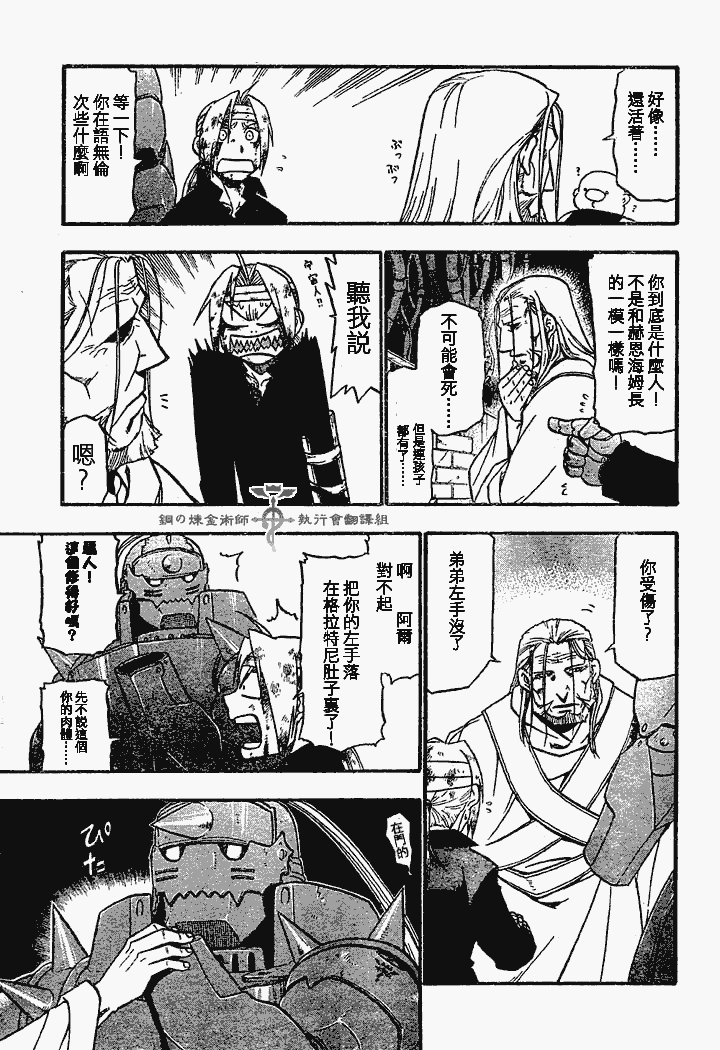 好像……
還活著……
ぶつ
ぶつ
？
？
等一下！
你在語無倫
次些什麼啊
你到底是什麼人！
不是和赫恩海姆長
的一模一樣嗎！
不可能會死……
但是連孩子
都有了……
聽我說
宇宙人!!
嗯？
鋼の煉金術師
執行會翻譯組
你受傷了？
弟弟左手沒了
啊 阿爾
對不起
把你的左手落
在格拉特尼肚子裏了！
騙人！
先不說這個
你的肉體……
在門的
ぴた